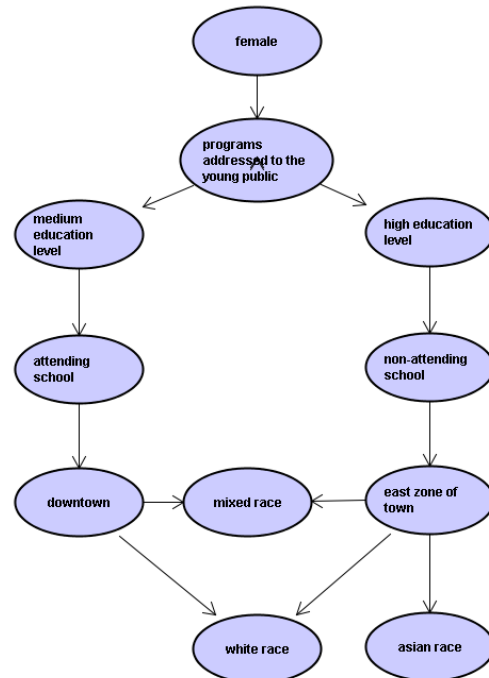 female
programs
addressed to the
young public
medium
education
level
high education
level
attending
school
non-attending
school
downtown
mixed race
east zone of
town
white race
asian race